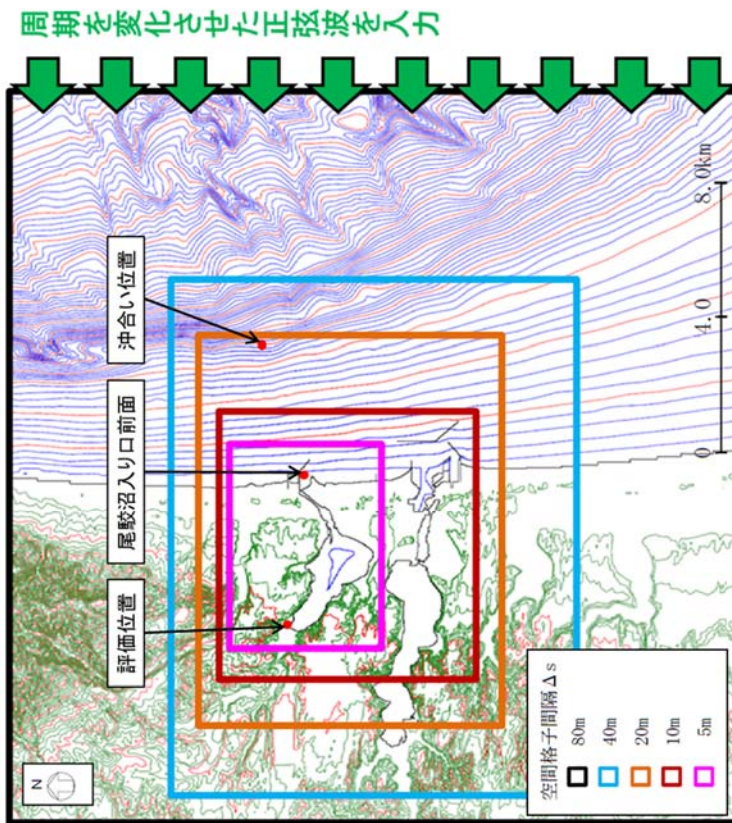 周期を変化させた正弦波を入力
沖合い位置
尾駮沼入り口前面
評価位置
N
0
4.0
8.0km
空間格子間隔Δs
80m
40m
20m
10m
5m